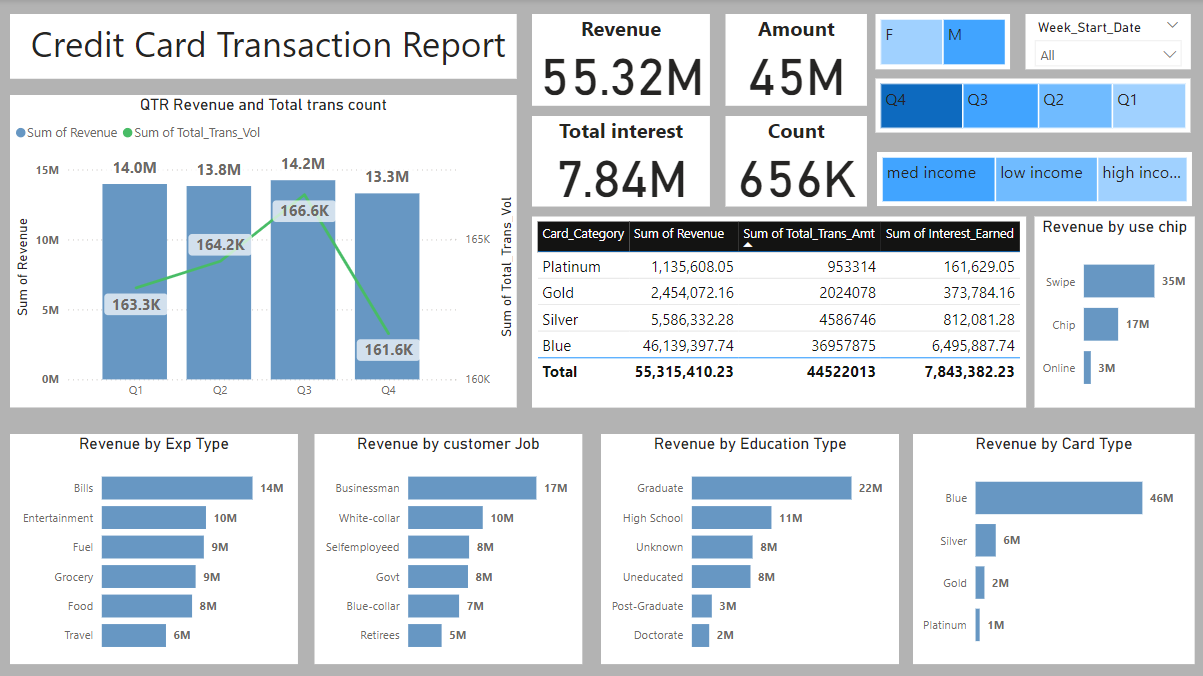 Credit Card Transaction Report
Revenue
55.32M
Amount
45M
F
M
Week_Start_Date
All
Total interest
7.84M
Count
656K
Q4
Q3
Q2
Q1
med income
low income
high inco...
QTR Revenue and Total trans count
Sum of Revenue
Sum of Total_Trans_Vol
Sum of Revenue
15M
10M
5M
0M
14.0M
13.8M
14.2M
13.3M
163.3K
164.2K
166.6K
161.6K
Q1
Q2
Q3
Q4
165K
160K
Sum of Total_Trans_Vol
Card_Category Sum of Revenue Sum of Total_Trans_Amt Sum of Interest_Earned
Platinum 1,135,608.05 953314 161,629.05
Gold 2,454,072.16 2024078 373,784.16
Silver 5,586,332.28 4586746 812,081.28
Blue 46,139,397.74 36957875 6,495,887.74
Total 55,315,410.23 44522013 7,843,382.23
Revenue by use chip
Swipe 35M
Chip 17M
Online 3M
Revenue by Exp Type
Bills 14M
Entertainment 10M
Fuel 9M
Grocery 9M
Food 8M
Travel 6M
Revenue by customer Job
Businessman 17M
White-collar 10M
Selfemployeed 8M
Govt 8M
Blue-collar 7M
Retirees 5M
Revenue by Education Type
Graduate 22M
High School 11M
Unknown 8M
Uneducated 8M
Post-Graduate 3M
Doctorate 2M
Revenue by Card Type
Blue 46M
Silver 6M
Gold 2M
Platinum 1M